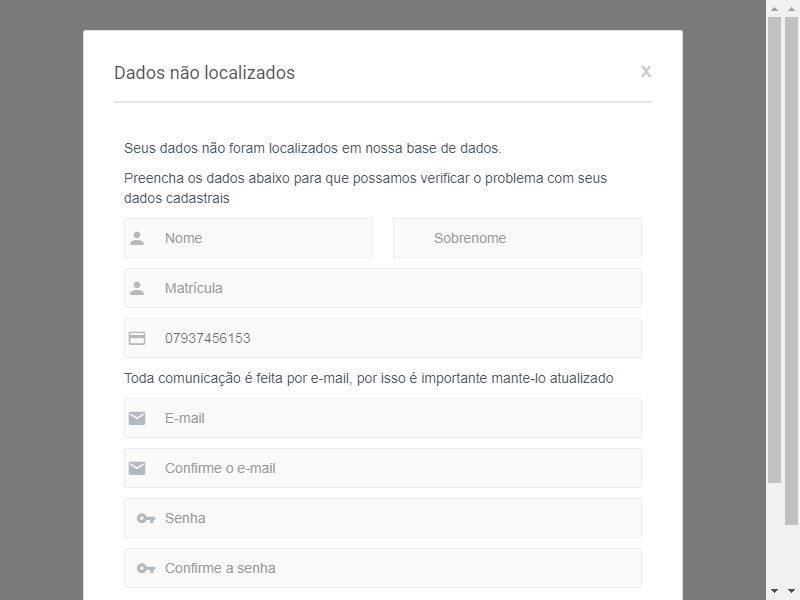 Dados não localizados
X
Seus dados não foram localizados em nossa base de dados.
Preencha os dados abaixo para que possamos verificar o problema com seus
dados cadastrais
Nome
Sobrenome
Matrícula
07937456153
Toda comunicação é feita por e-mail, por isso é importante mante-lo atualizado
E-mail
Confirme o e-mail
Senha
Confirme a senha